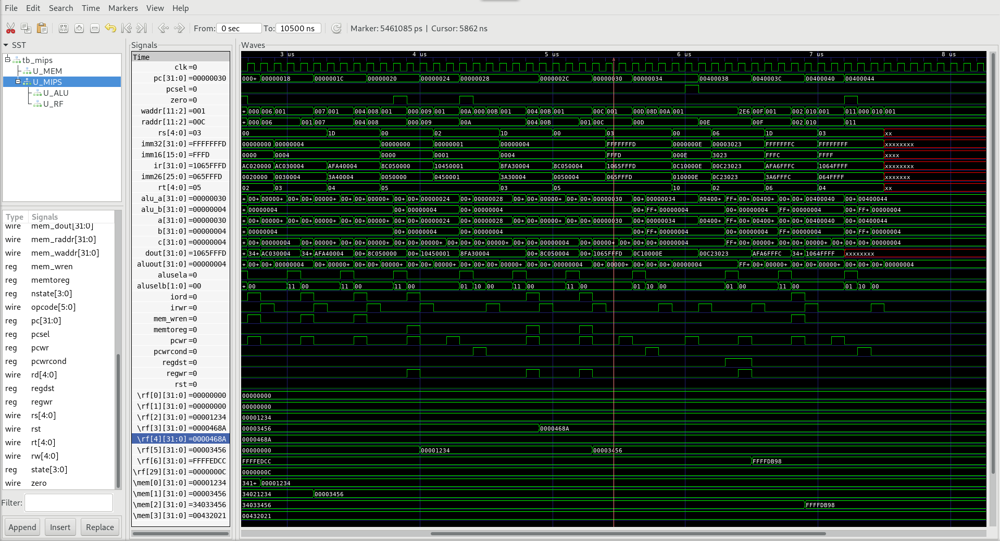 File Edit Search Time Markers View Help
From: 0 sec To: 10500 ns Marker: 5461085 ps | Cursor: 5862 ns
SST
tb_mips
U_MEM
U_MIPS
U_ALU
U_RF
Type Signals
wire mem_dout[31:0]
wire mem_raddr[31:0]
wire mem_waddr[31:0]
reg mem_wren
reg memtoreg
reg nstate[3:0]
wire opcode[5:0]
reg pc[31:0]
reg pcsel
reg pcwr
reg pcwrcond
wire rd[4:0]
reg regdst
reg regwr
wire rs[4:0]
wire rst
wire rt[4:0]
wire rw[4:0]
reg state[3:0]
wire zero
Filter:
Append Insert Replace
Signals
Time
clk=0
pc[31:0]=00000030
pcsel=0
zero=0
waddr[11:2]=001
raddr[11:2]=00C
rs[4:0]=03
imm32[31:0]=FFFFFFFD
imm16[15:0]=FFFD
ir[31:0]=1065FFFD
imm26[25:0]=065FFFD
rt[4:0]=05
alu_a[31:0]=00000030
alu_b[31:0]=00000004
a[31:0]=00000030
b[31:0]=00000004
c[31:0]=00000004
dout[31:0]=1065FFFD
aluout[31:0]=00000004
alusela=0
aluselb[1:0]=00
iord=0
irwr=0
mem_wren=0
memtoreg=0
pcwr=0
pcwrcond=0
regdst=0
regwr=0
rst=0
\rf[0][31:0]=00000000
\rf[1][31:0]=00000000
\rf[2][31:0]=00001234
\rf[3][31:0]=0000468A
\rf[4][31:0]=0000468A
\rf[5][31:0]=00003456
\rf[6][31:0]=FFFFEDCC
\rf[29][31:0]=0000000C
\mem[0][31:0]=00001234
\mem[1][31:0]=00003456
\mem[2][31:0]=34033456
\mem[3][31:0]=00432021
Waves
3 us 4 us 5 us 6 us 7 us 8 us
A
000+ 00000018 0000001C 00000020 00000024 00000028 0000002C 00000030 00000034 00400038 0040003C 00400040 00400044
+ 000 006 001 007 001 004 008 001 000 009 001 00A 000 00B 001 004 00B 001 00C 001 00D 08D 00A 001 2E6 00F 001 002 010 001 011 000 010 001
+ 000 006 001 007 004 008 000 009 00A 004 00B 001 00C 00D 00E 00F 002 010 011
00 1D 00 02 1D 00 03 00 06 1D 03 xx
00000000 00000004 00000000 00000001 00000004 FFFFFFFD 0000000E 00003023 FFFFFFFC FFFFFFFF xxxxxxxx
0000 0004 0000 0001 0004 FFFD 000E 3023 FFFC FFFF xxxx
AC020000 AC030004 AFA40004 8C050000 10450001 8FA30004 8C050004 1065FFFD 0C10000E 00C23023 AFA6FFFC 1064FFFF xxxxxxxx
0020000 0030004 3A40004 0050000 0450001 3A30004 0050004 065FFFD 010000E 0C23023 3A6FFFC 064FFFF xxxxxxx
02 03 04 05 03 05 10 02 06 04 xx
+ 00+ 00000+ 00+ 00+ 00000+ 00+ 00+ 00000+ 00+ 00+ 00000024 00+ 00000028 00+ 00+ 00000+ 00+ 00+ 00000030 00+ 00000034 00400+ FF+ 00+ 00400+ 00+ 00+ 00400040 00+ 00400044
+ 00000004 00+ 00000004 00+ 00000004 00+ FF+ 00000004 00+ 00000004 FF+ 00000004 00+ FF+ 00000004
+ 00+ 00000+ 00+ 00+ 00000+ 00+ 00+ 00000+ 00+ 00+ 00000024 00+ 00000028 00+ 00+ 00000+ 00+ 00+ 00000030 00+ 00000034 00400+ FF+ 00+ 00400+ 00+ 00+ 00400040 00+ 00400044
+ 00000004 00+ 00000004 00+ 00000004 00+ FF+ 00000004 00+ 00000004 FF+ 00000004 00+ FF+ 00000004
+ 00+ 00000004 00+ 00000+ 00+ 00+ 00000+ 00+ 00+ 00000+ 00+ 00+ 00000+ 00+ 00+ 00000004 00+ 00000+ 00+ 00+ 00000004 FF+ 00+ 00000+ 00+ 00+ 00000+ 00+ 00+ 00+ 00000004
+ 34+ AC030004 34+ AFA40004 00+ 8C050000 00+ 10450001 8FA30004 00+ 8C050004 00+ 1065FFFD 0C10000E 00C23023 AFA6FFFC 34+ 1064FFFF xxxxxxxx
+ 00+ 00+ 00000004 00+ 00000+ 00+ 00+ 00000+ 00+ 00+ 00000+ 00+ 00+ 00+ 00000+ 00+ 00+ 00000004 00+ 00000+ 00+ 00+ 00+ 00000004 FF+ 00+ 00000+ 00+ 00+ 00000+ 00+ 00+ 00+ 00000004
+ 00 11 00 11 00 11 00 01 10 00 11 00 11 00 01 10 00 01 00 11 00 01 10 00
00000000
00000000
00001234
00003456 0000468A
0000468A
00000000 00001234 00003456
FFFFEDCC FFFFDB98
0000000C
341+ 00001234
34021234 00003456
34033456 FFFFDB98
00432021